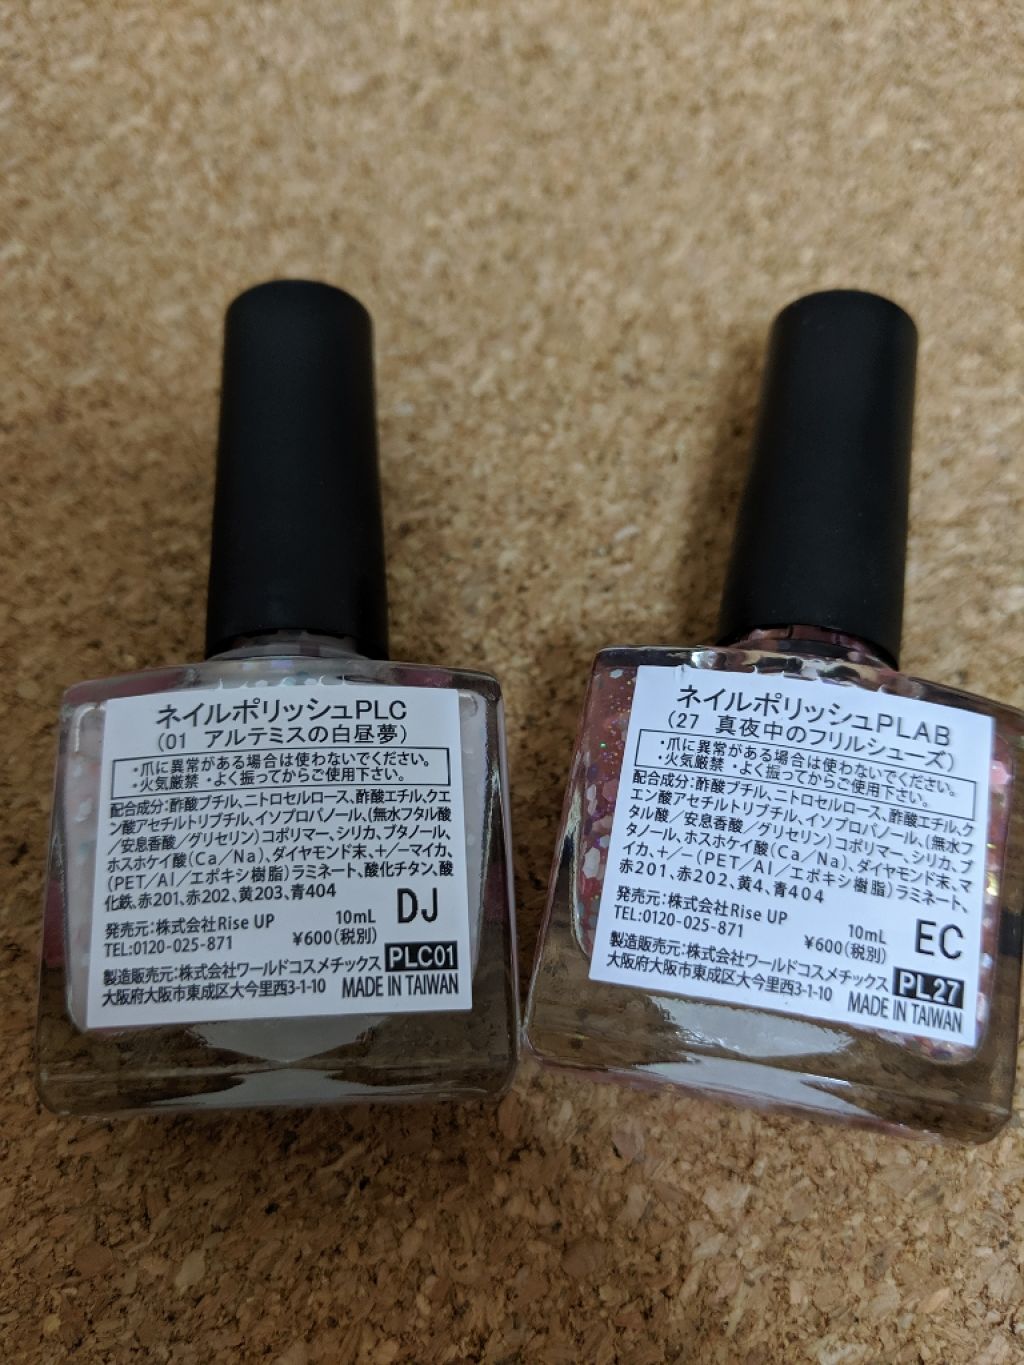 ネイルポリッシュPLC
(01 アルテミスの白昼夢)
・爪に異常がある場合は使わないでください。
・火気厳禁 ・よく振ってからご使用下さい。
配合成分:酢酸ブチル、ニトロセルロース、酢酸エチル、クエ
ン酸アセチルトリブチル、イソプロパノール、(無水フタル酸
/安息香酸/グリセリン)コポリマー、シリカ、ブタノール、
ホスホケイ酸(Ca/Na)、ダイヤモンド末、+/-マイカ、
(PET/Al/エポキシ樹脂)ラミネート、酸化チタン、酸
化鉄、赤201、赤202、黄203、青404
発売元:株式会社Rise UP 10mL DJ
TEL:0120-025-871 ¥600(税別)
製造販売元:株式会社ワールドコスメチックス PLC01
大阪府大阪市東成区大今里西3-1-10 MADE IN TAIWAN
ネイルポリッシュPLAB
(27 真夜中のフリルシューズ)
・爪に異常がある場合は使わないでください。
・火気厳禁 ・よく振ってからご使用下さい。
配合成分:酢酸ブチル、ニトロセルロース、酢酸エチル、ク
エン酸アセチルトリブチル、イソプロパノール、(無水フ
タル酸/安息香酸/グリセリン)コポリマー、シリカ、ブ
タノール、ホスホケイ酸(Ca/Na)、ダイヤモンド末、マ
イカ、+/-(PET/Al/エポキシ樹脂)ラミネート、
赤201、赤202、黄4、青404
発売元:株式会社Rise UP 10mL EC
TEL:0120-025-871 ¥600(税別)
製造販売元:株式会社ワールドコスメチックス PL27
大阪府大阪市東成区大今里西3-1-10 MADE IN TAIWAN